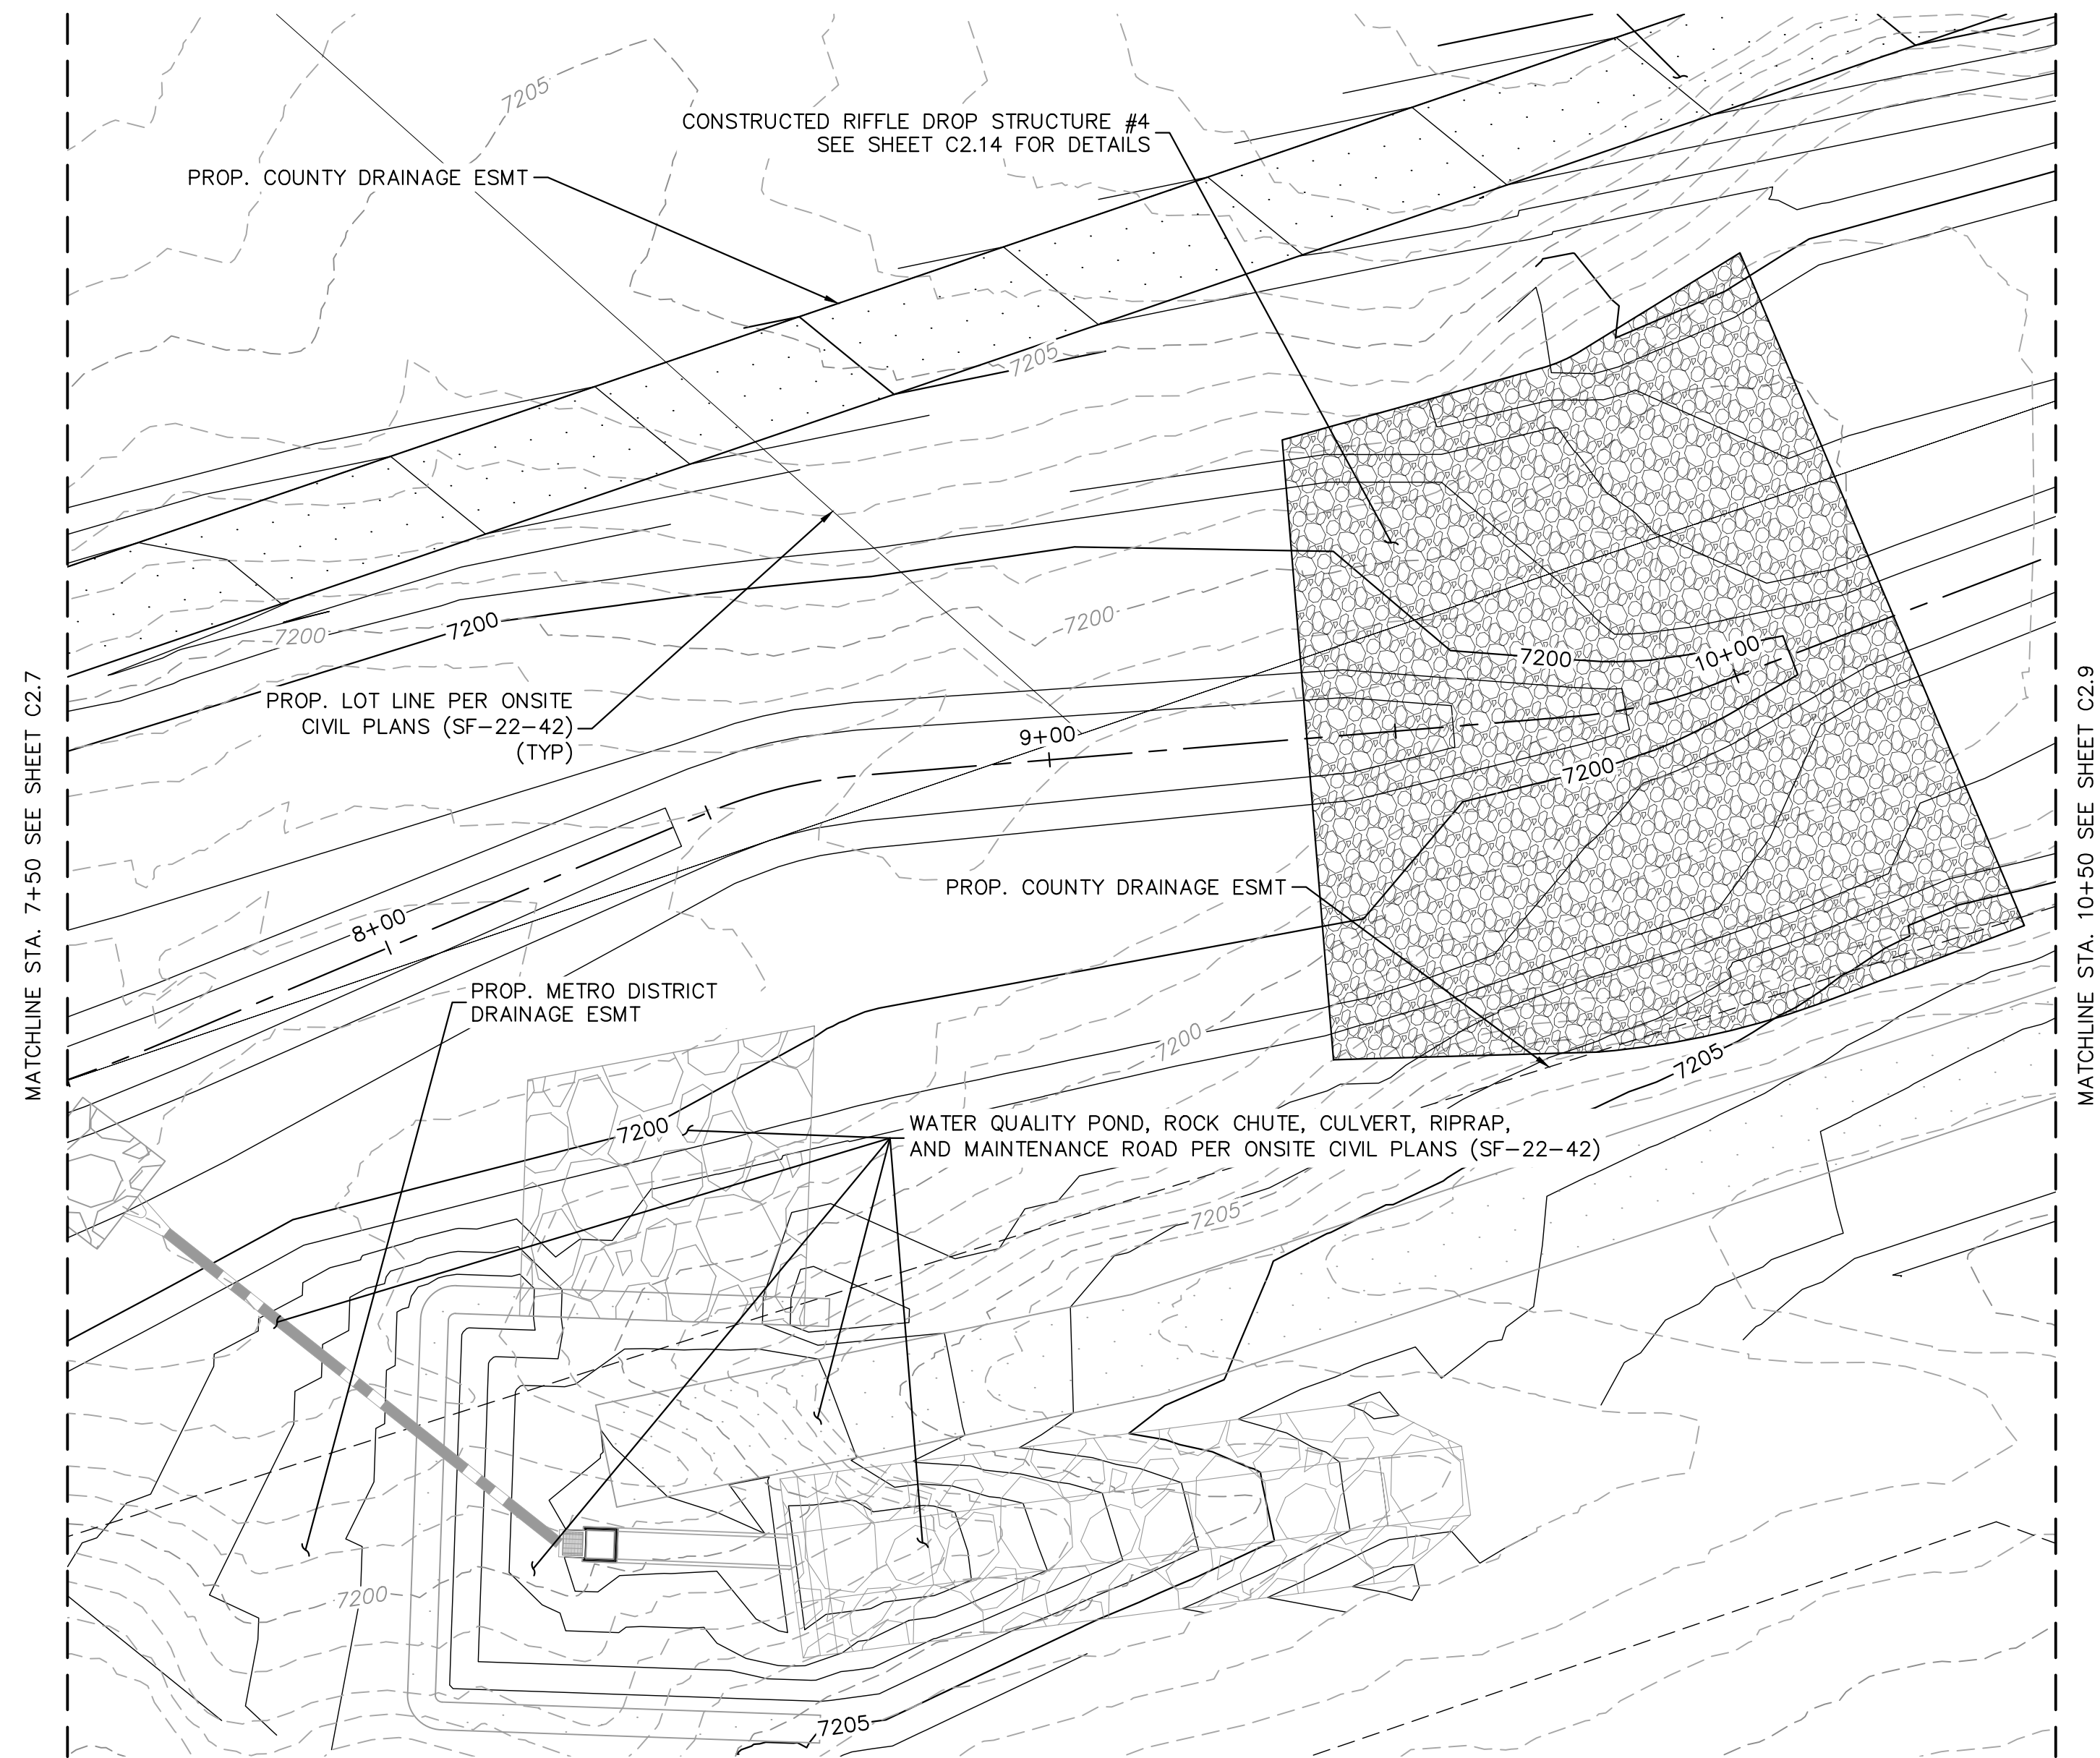 7205
CONSTRUCTED RIFFLE DROP STRUCTURE #4
SEE SHEET C2.14 FOR DETAILS
PROP. COUNTY DRAINAGE ESMT
7205
7200
7200
7200
7200
10+00
PROP. LOT LINE PER ONSITE
CIVIL PLANS (SF-22-42)
(TYP)
9+00
7200
MATCHLINE STA. 7+50 SEE SHEET C2.7
MATCHLINE STA. 10+50 SEE SHEET C2.9
PROP. COUNTY DRAINAGE ESMT
8+00
PROP. METRO DISTRICT
DRAINAGE ESMT
7200
7205
7200
WATER QUALITY POND, ROCK CHUTE, CULVERT, RIPRAP,
AND MAINTENANCE ROAD PER ONSITE CIVIL PLANS (SF-22-42)
7205
7200
7205